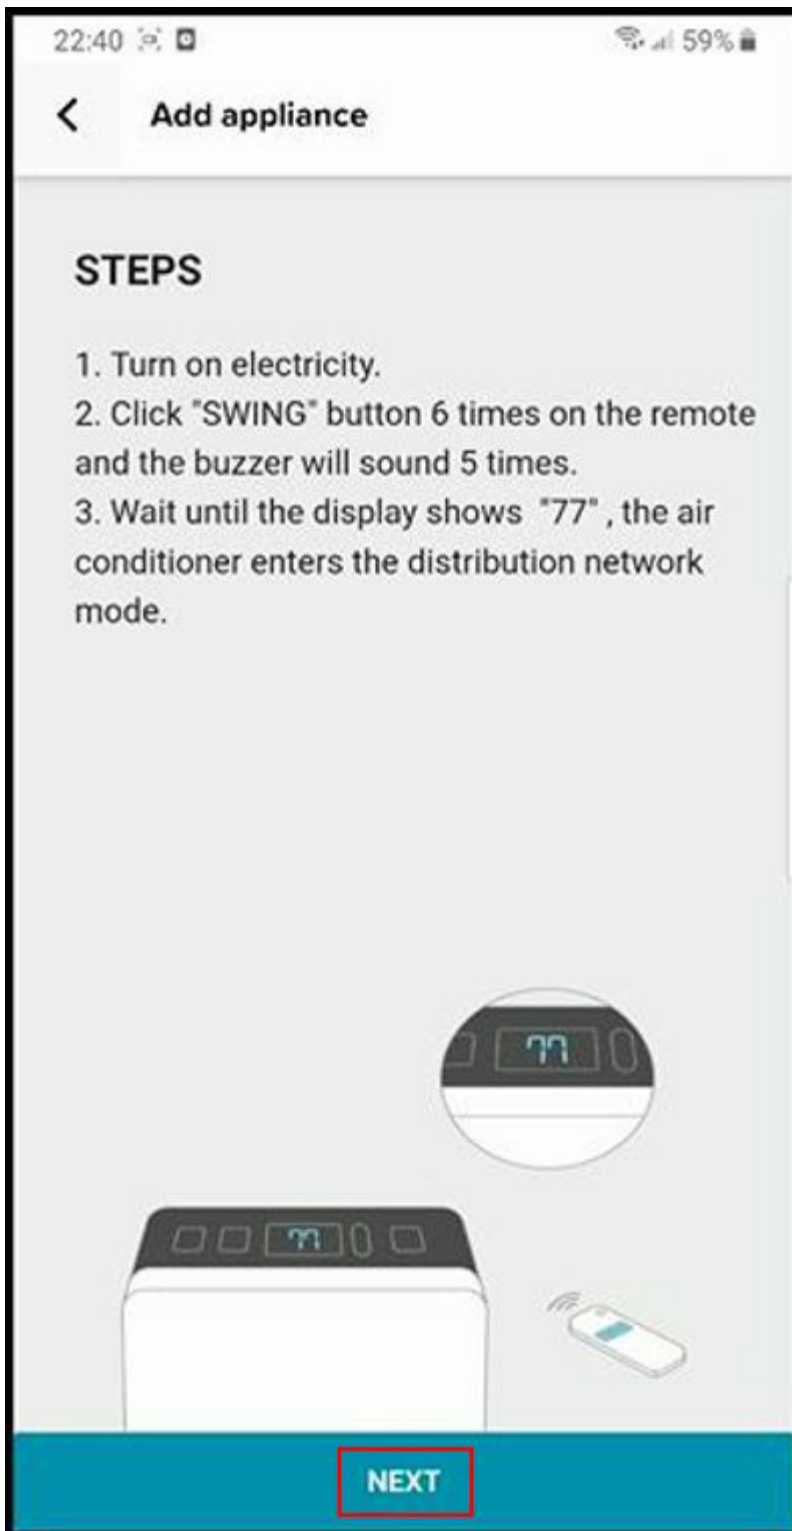 22:40 59%
Add appliance
STEPS
1. Turn on electricity.
2. Click "SWING" button 6 times on the remote
and the buzzer will sound 5 times.
3. Wait until the display shows "77" , the air
conditioner enters the distribution network
mode.
77
77
NEXT